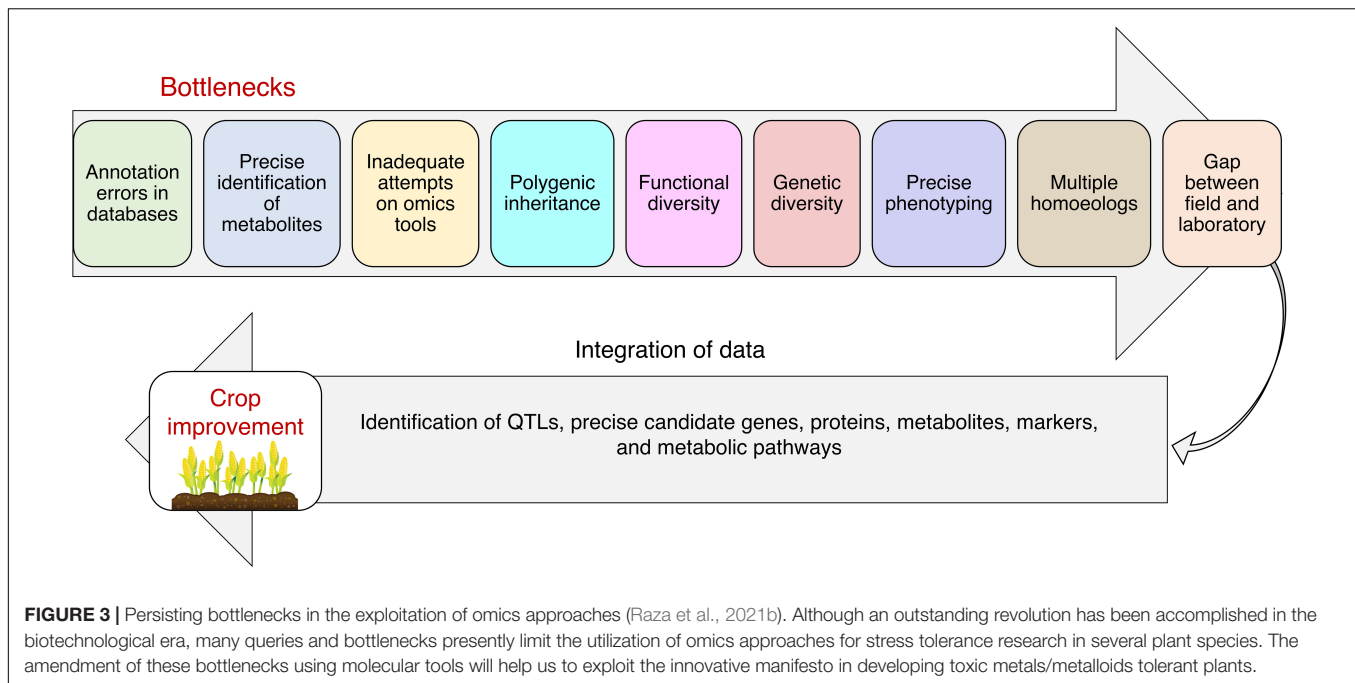 Bottlenecks
Annotation
errors in
databases
Precise
identification
of
metabolites
Inadequate
attempts
on omics
tools
Polygenic
inheritance
Functional
diversity
Genetic
diversity
Precise
phenotyping
Multiple
homoeologs
Gap
between
field and
laboratory
Integration of data
Crop
improvement
Identification of QTLs, precise candidate genes, proteins, metabolites, markers,
and metabolic pathways
FIGURE 3 | Persisting bottlenecks in the exploitation of omics approaches (Raza et al., 2021b). Although an outstanding revolution has been accomplished in the
biotechnological era, many queries and bottlenecks presently limit the utilization of omics approaches for stress tolerance research in several plant species. The
amendment of these bottlenecks using molecular tools will help us to exploit the innovative manifesto in developing toxic metals/metalloids tolerant plants.